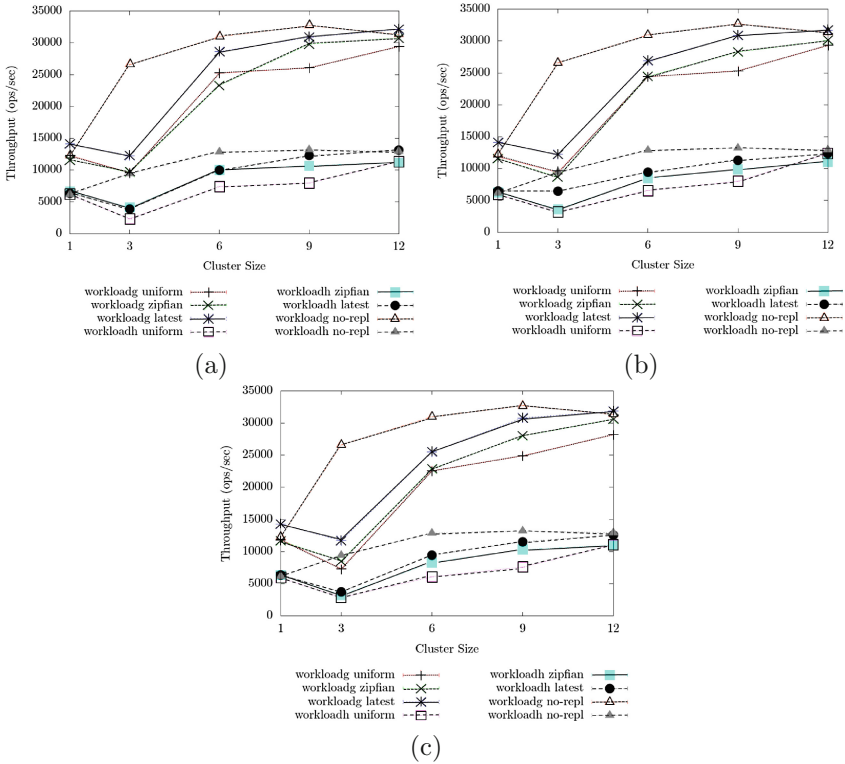 35000
30000
25000
20000
15000
10000
5000
0
Throughput (ops/sec)
1 3 6 9 12
Cluster Size
workloadg uniform workloadh zipfian
workloadg zipfian workloadh latest
workloadg latest workloadg no-repl
workloadh uniform workloadh no-repl
(a)
35000
30000
25000
20000
15000
10000
5000
0
Throughput (ops/sec)
1 3 6 9 12
Cluster Size
workloadg uniform workloadh zipfian
workloadg zipfian workloadh latest
workloadg latest workloadg no-repl
workloadh uniform workloadh no-repl
(b)
35000
30000
25000
20000
15000
10000
5000
0
Throughput (ops/sec)
1 3 6 9 12
Cluster Size
workloadg uniform workloadh zipfian
workloadg zipfian workloadh latest
workloadg latest workloadg no-repl
workloadh uniform workloadh no-repl
(c)